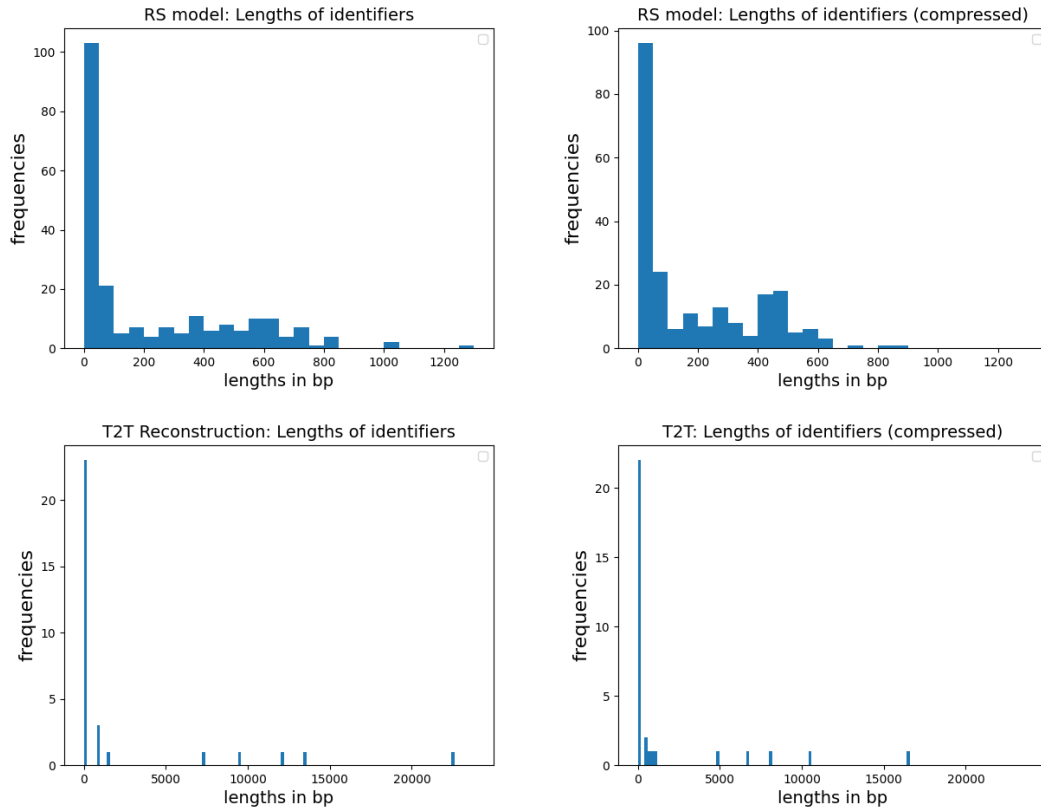 RS model: Lengths of identifiers
100
80
60
40
20
0
frequencies
0 200 400 600 800 1000 1200
lengths in bp
RS model: Lengths of identifiers (compressed)
100
80
60
40
20
0
frequencies
0 200 400 600 800 1000 1200
lengths in bp
T2T Reconstruction: Lengths of identifiers
20
15
10
5
0
frequencies
0 5000 10000 15000 20000
lengths in bp
T2T: Lengths of identifiers (compressed)
20
15
10
5
0
frequencies
0 5000 10000 15000 20000
lengths in bp